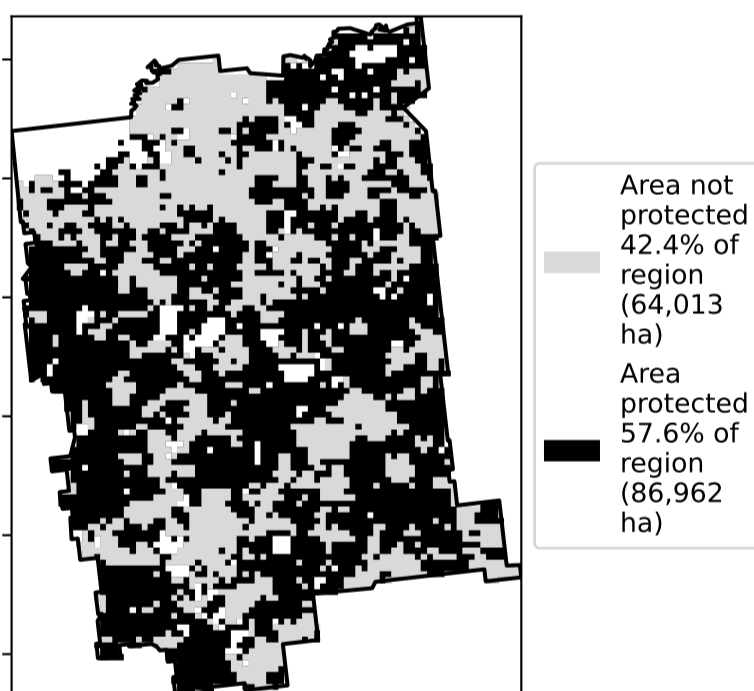 Area not
protected
42.4% of
region
(64,013
ha)
Area
protected
57.6% of
region
(86,962
ha)